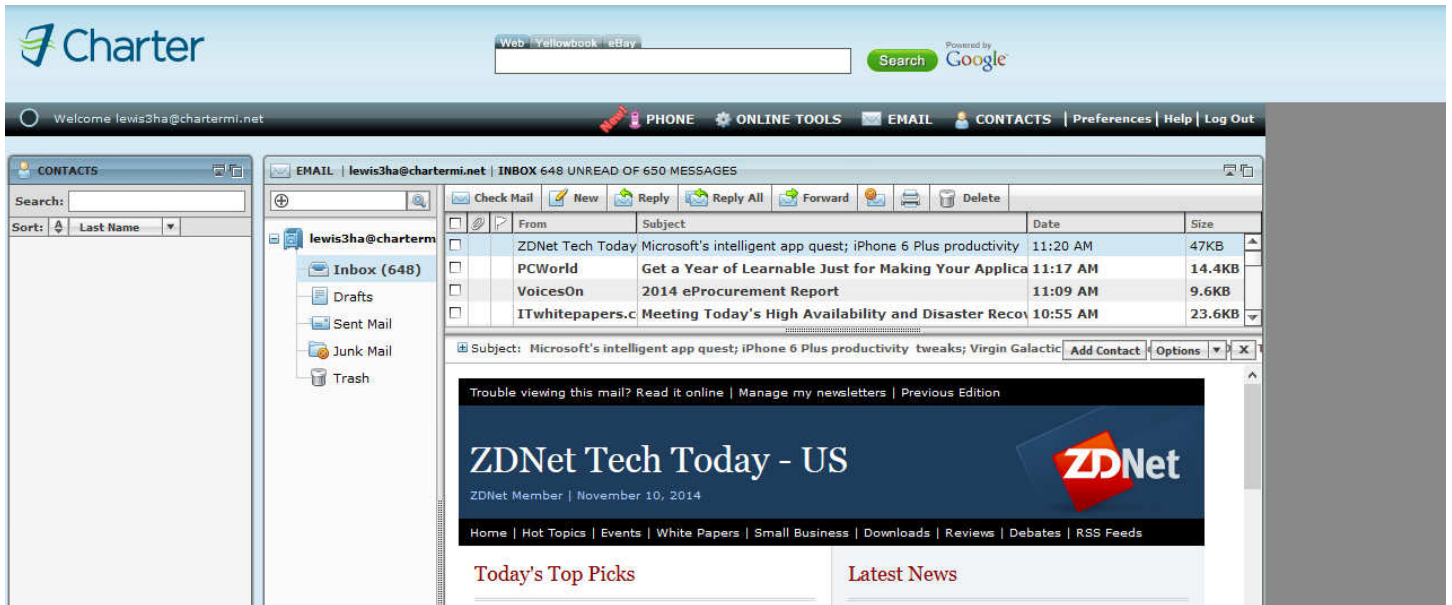 Charter
Web Yellowbook eBay
Search
Powered by
Google
Welcome lewis3ha@chartermi.net
New! PHONE ONLINE TOOLS EMAIL CONTACTS | Preferences | Help | Log Out
CONTACTS
Search:
Sort: Last Name
EMAIL | lewis3ha@chartermi.net | INBOX 648 UNREAD OF 650 MESSAGES
Check Mail New Reply Reply All Forward Delete
lewis3ha@charterm
Inbox (648)
Drafts
Sent Mail
Junk Mail
Trash
From Subject Date Size
ZDNet Tech Today Microsoft's intelligent app quest; iPhone 6 Plus productivity 11:20 AM 47KB
PCWorld Get a Year of Learnable Just for Making Your Applica 11:17 AM 14.4KB
VoicesOn 2014 eProcurement Report 11:09 AM 9.6KB
ITwhitepapers.c Meeting Today's High Availability and Disaster Recov 10:55 AM 23.6KB
Subject: Microsoft's intelligent app quest; iPhone 6 Plus productivity tweaks; Virgin Galactic Add Contact Options X
Trouble viewing this mail? Read it online | Manage my newsletters | Previous Edition
ZDNet Tech Today - US
ZDNet
ZDNet Member | November 10, 2014
Home | Hot Topics | Events | White Papers | Small Business | Downloads | Reviews | Debates | RSS Feeds
Today's Top Picks
Latest News